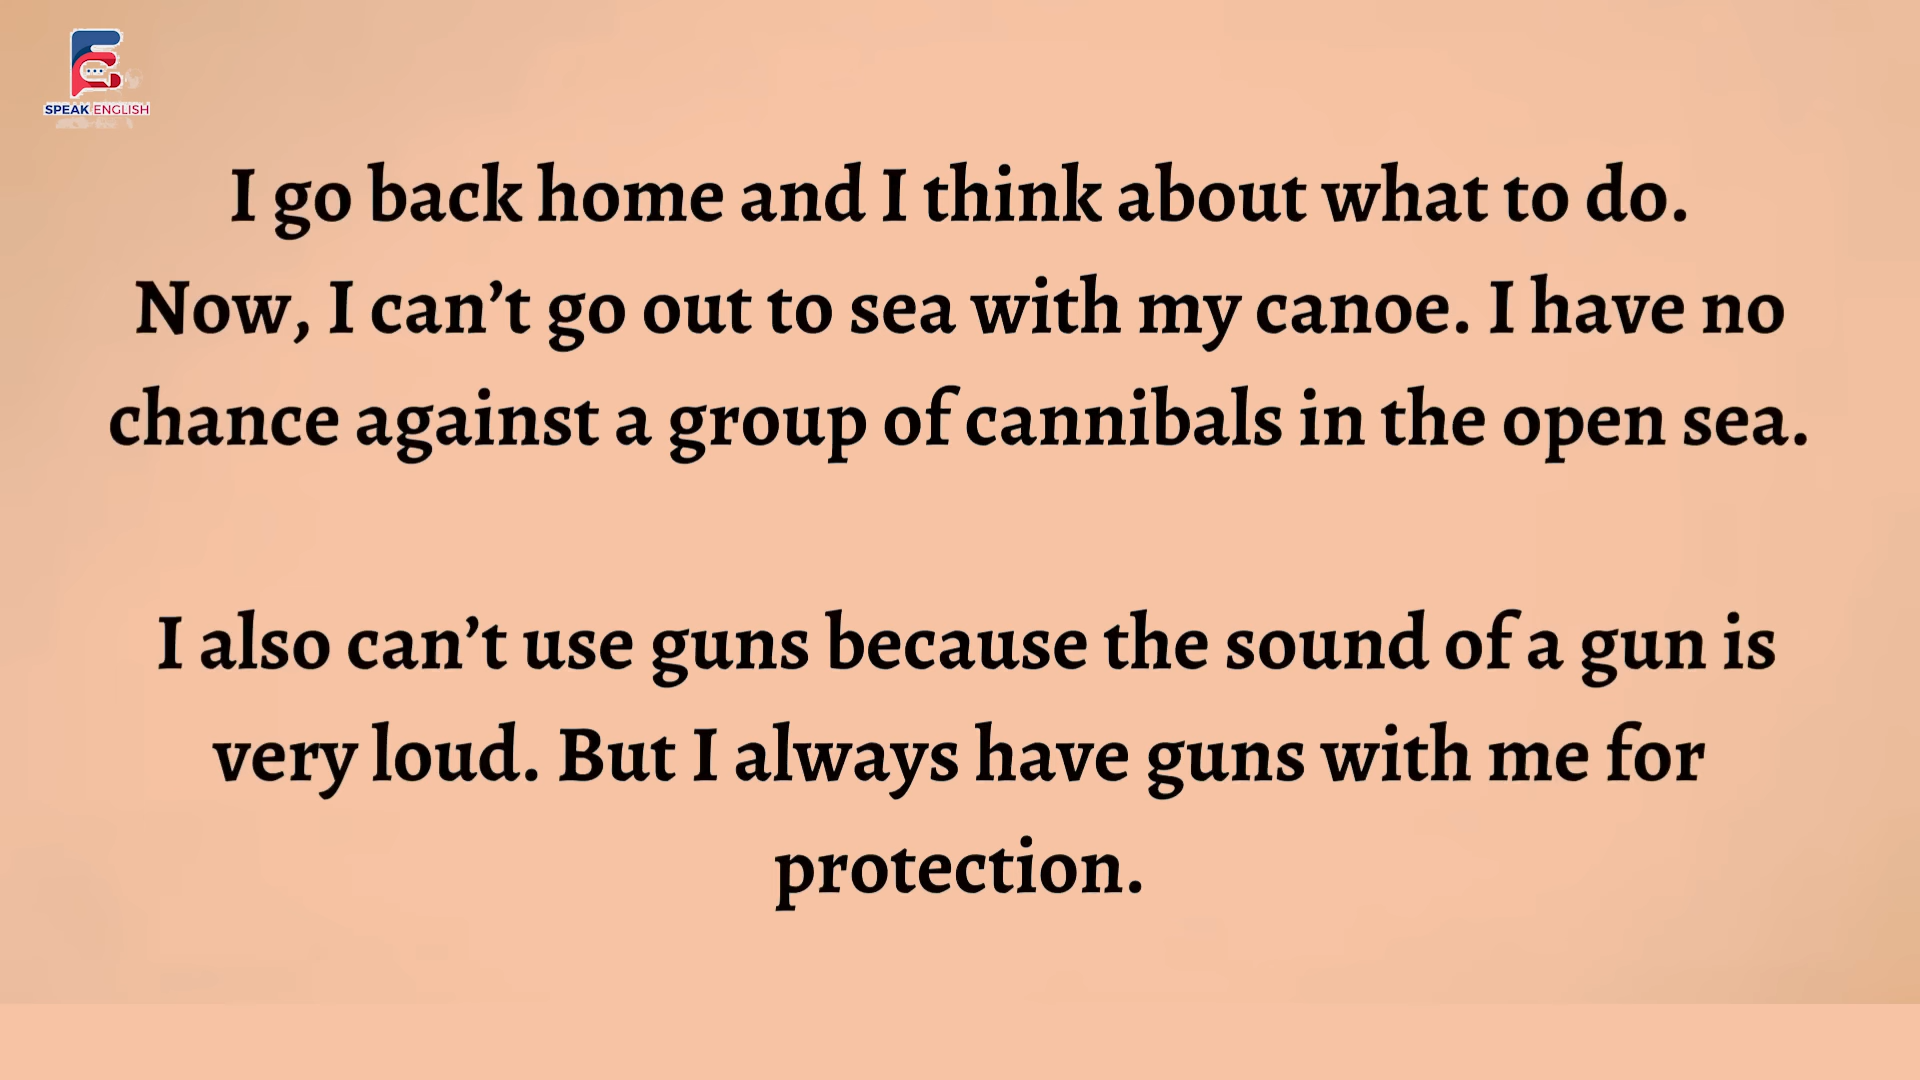 SPEAK ENGLISH
I go back home and I think about what to do.
Now, I can’t go out to sea with my canoe. I have no
chance against a group of cannibals in the open sea.
I also can’t use guns because the sound of a gun is
very loud. But I always have guns with me for
protection.